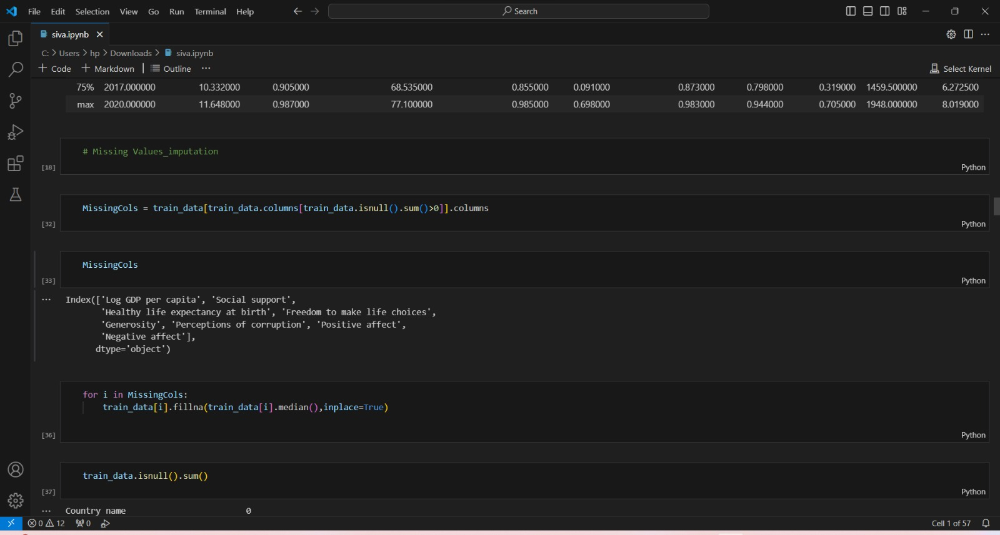 File Edit Selection View Go Run Terminal Help Search
siva.ipynb
C: > Users > hp > Downloads > siva.ipynb
+ Code + Markdown | Outline ... Select Kernel
75% 2017.000000 10.332000 0.905000 68.535000 0.855000 0.091000 0.873000 0.798000 0.319000 1459.500000 6.272500
max 2020.000000 11.648000 0.987000 77.100000 0.985000 0.698000 0.983000 0.944000 0.705000 1948.000000 8.019000
# Missing Values_imputation
[18] Python
MissingCols = train_data[train_data.columns[train_data.isnull().sum()>0]].columns
[32] Python
MissingCols
[33] Python
... Index(['Log GDP per capita', 'Social support',
'Healthy life expectancy at birth', 'Freedom to make life choices',
'Generosity', 'Perceptions of corruption', 'Positive affect',
'Negative affect'],
dtype='object')
for i in MissingCols:
train_data[i].fillna(train_data[i].median(),inplace=True)
[36] Python
train_data.isnull().sum()
[37] Python
... Country name 0
0 12 0 Cell 1 of 57